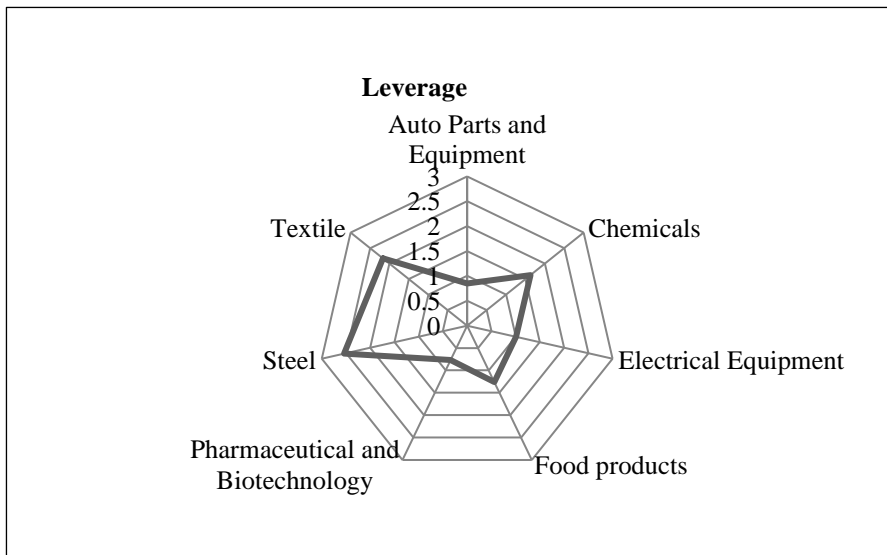 Leverage
Auto Parts and
Equipment
3
2.5
2
1.5
1
0.5
0
Chemicals
Electrical Equipment
Food products
Pharmaceutical and
Biotechnology
Steel
Textile